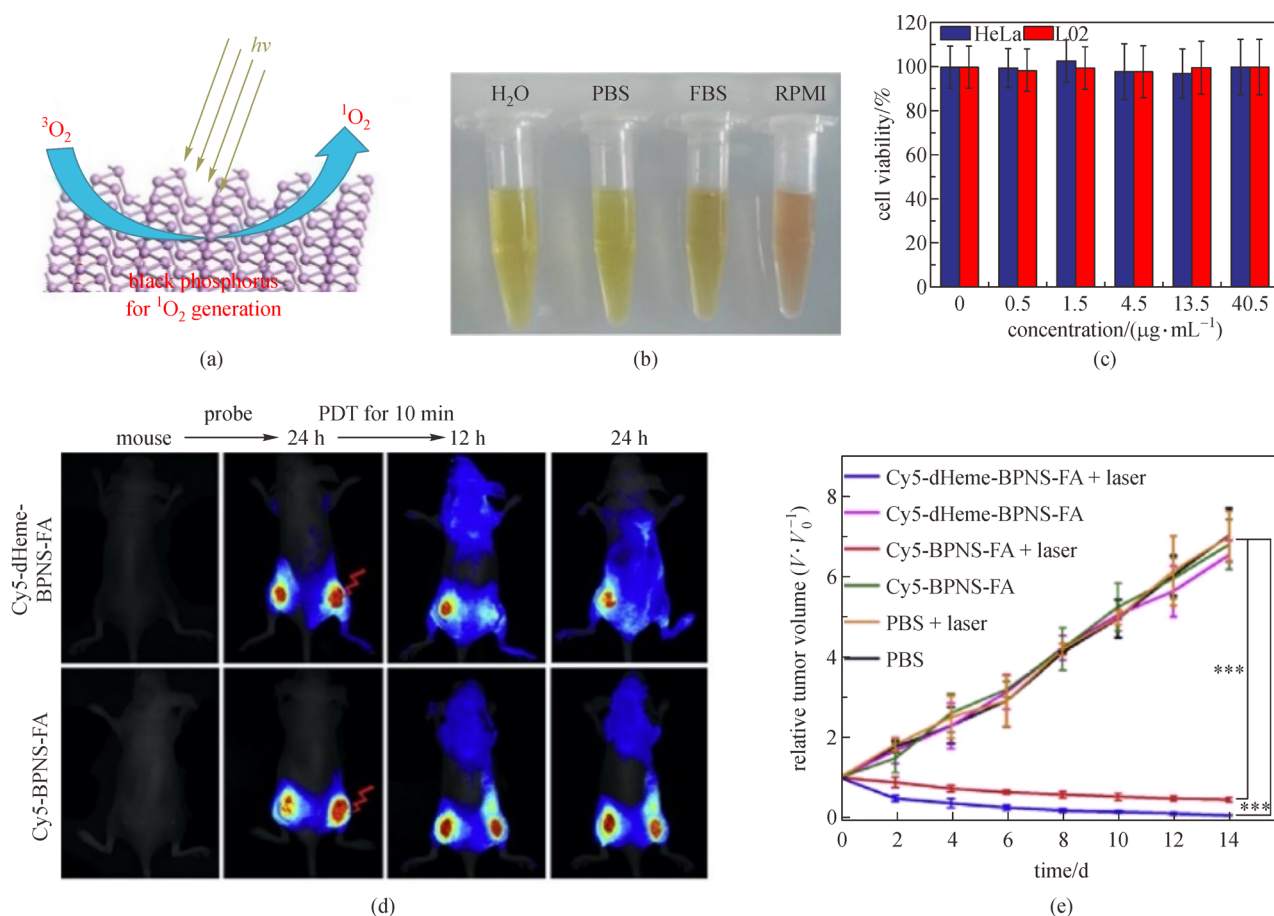 hν
³O₂
¹O₂
black phosphorus
for ¹O₂ generation
(a)
H₂O PBS FBS RPMI
(b)
HeLa L02
120
100
80
60
40
20
0
cell viability/%
0 0.5 1.5 4.5 13.5 40.5
concentration/(μg·mL⁻¹)
(c)
probe PDT for 10 min
mouse 24 h 12 h 24 h
Cy5-dHeme-
BPNS-FA
Cy5-BPNS-FA
(d)
Cy5-dHeme-BPNS-FA + laser
Cy5-dHeme-BPNS-FA
Cy5-BPNS-FA + laser
Cy5-BPNS-FA
PBS + laser
PBS
8
6
4
2
0
relative tumor volume (V·V₀⁻¹)
***
***
0 2 4 6 8 10 12 14
time/d
(e)